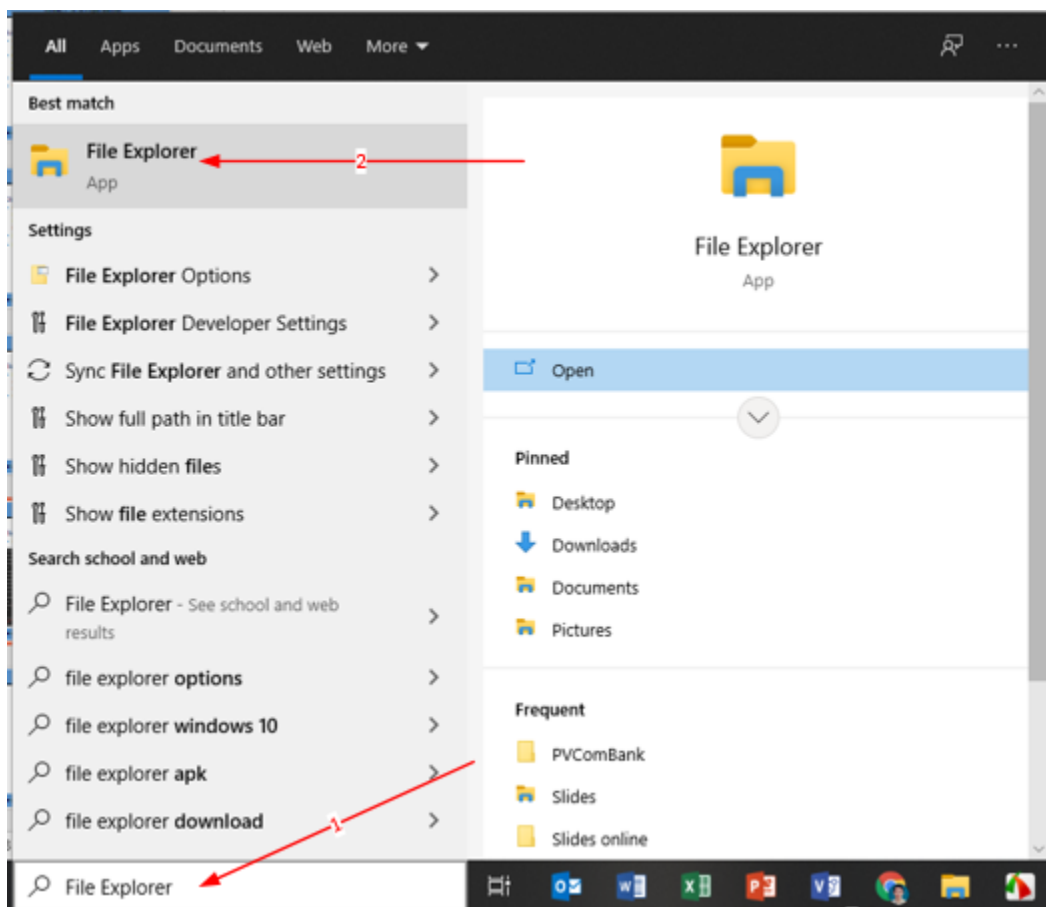 All Apps Documents Web More
Best match
File Explorer
App
2
Settings
File Explorer Options
File Explorer Developer Settings
Sync File Explorer and other settings
Show full path in title bar
Show hidden files
Show file extensions
Search school and web
File Explorer - See school and web
results
file explorer options
file explorer windows 10
file explorer apk
file explorer download
1
File Explorer
File Explorer
App
Open
Pinned
Desktop
Downloads
Documents
Pictures
Frequent
PVComBank
Slides
Slides online